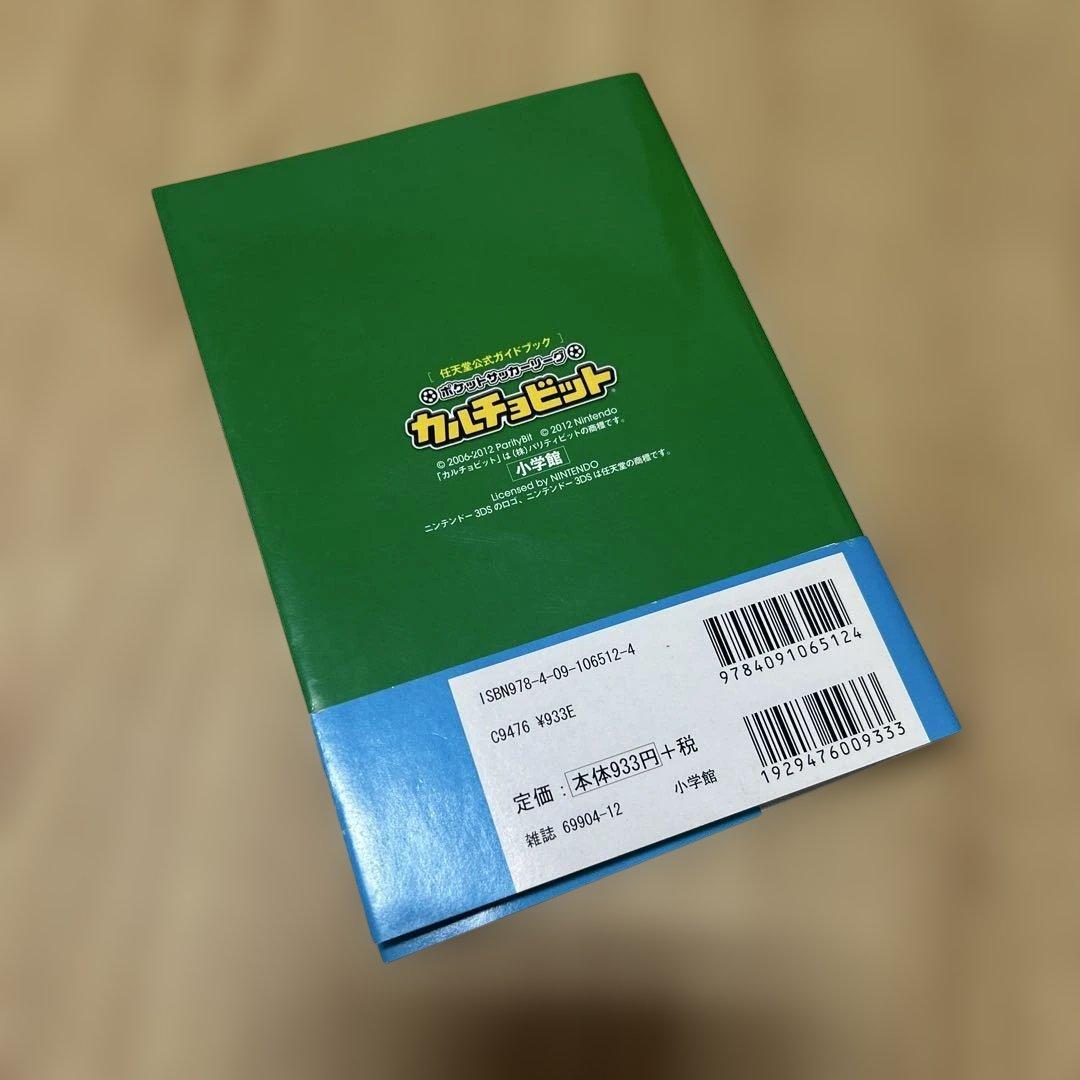 [ 任天堂公式ガイドブック ]
ポケットサッカーリーグ
カルチョビット
© 2006-2012 ParityBit © 2012 Nintendo
「カルチョビット」は(株)パリティビットの商標です。
小学館
Licensed by NINTENDO
ニンテンドー3DSのロゴ、ニンテンドー3DSは任天堂の商標です。
ISBN978-4-09-106512-4
C9476 ¥933E
定価：本体933円+税
雑誌 69904-12
小学館
9784091065124
1929476009333